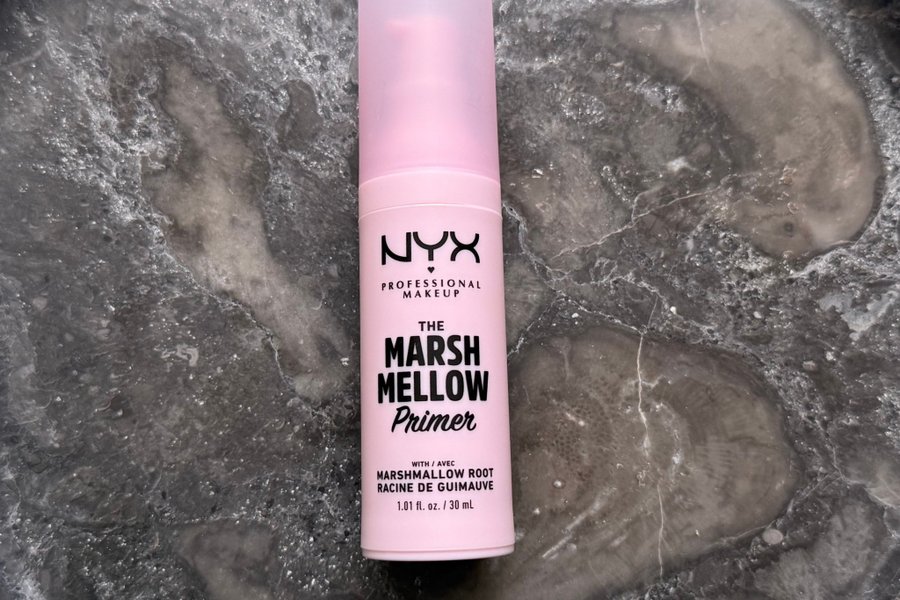 NYX
PROFESSIONAL
MAKEUP
THE
MARSH
MELLOW
Primer
WITH / AVEC
MARSHMALLOW ROOT
RACINE DE GUIMAUVE
1.01 fl. oz. / 30 mL